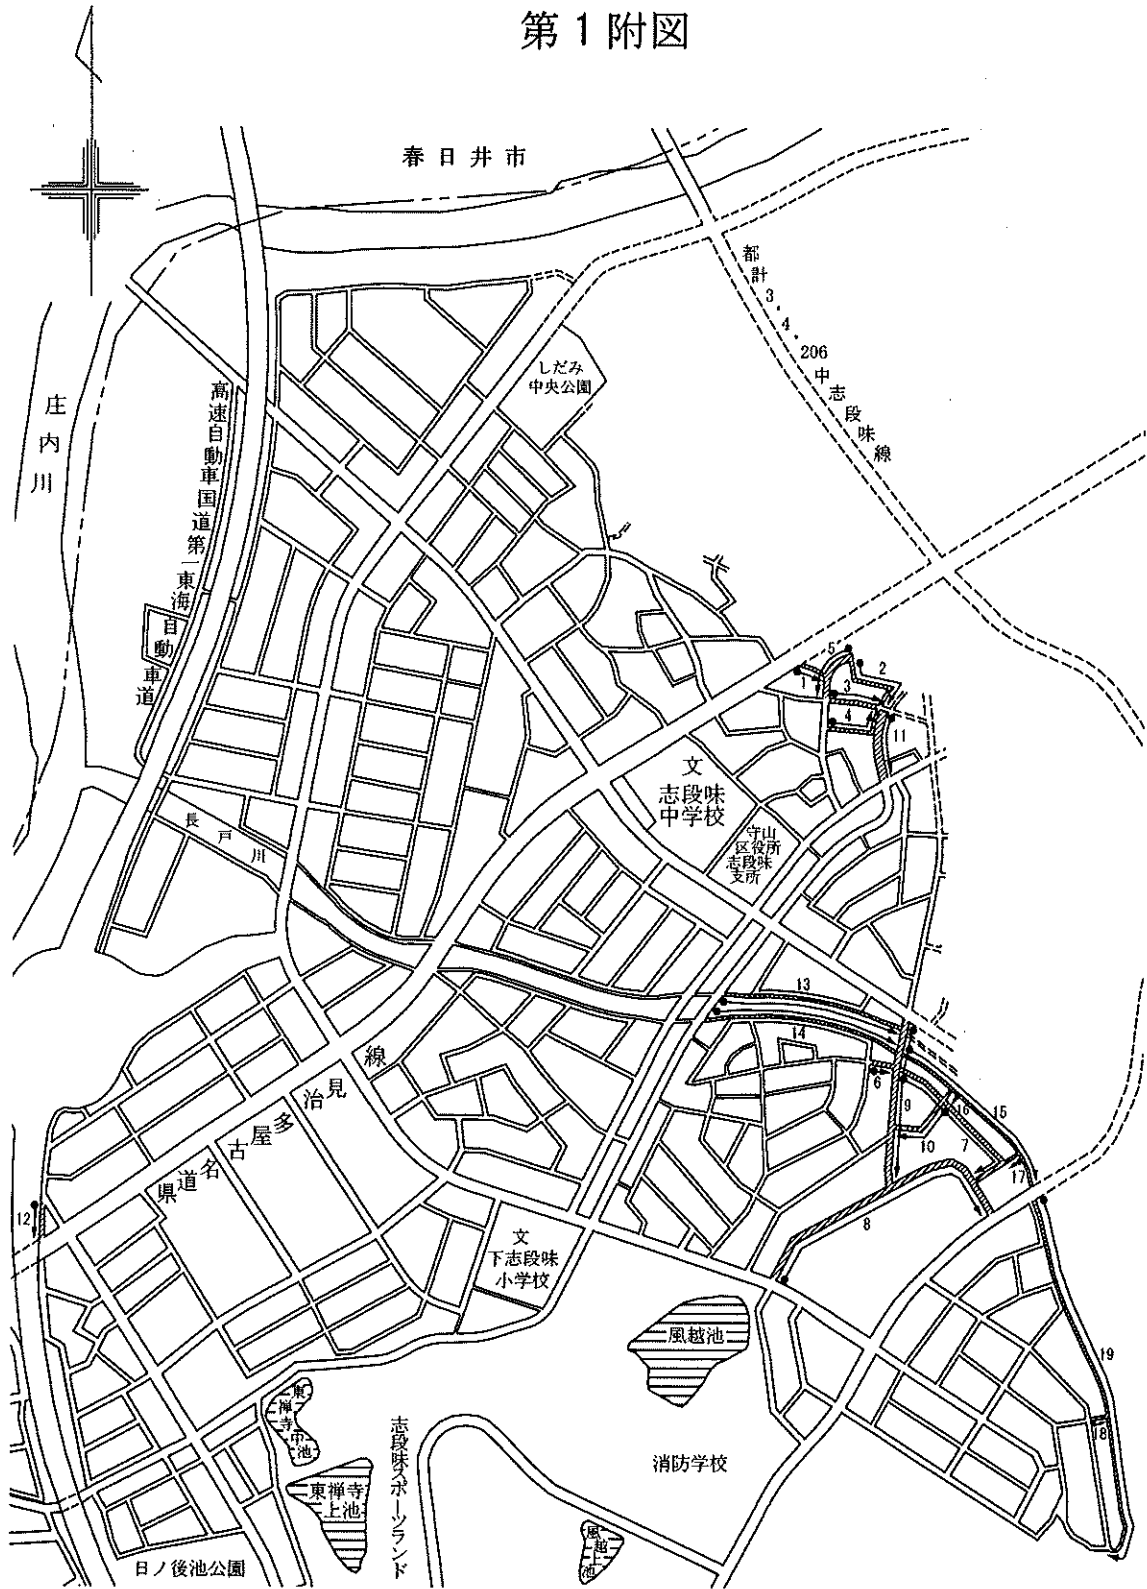 第1附図
春日井市
都計3・4・206中志段味線
しだみ
中央公園
庄内川
高速自動車国道第一東海自動車道
5
2
1
3
4
11
文
志段味
中学校
守山
区役所
志段味
支所
長戸川
13
14
6
9
16
15
10
7
17
8
県道名古屋多治見線
12
文
下志段味
小学校
風越池
19
18
東禅寺中池
志段味スポーツランド
消防学校
東禅寺
上池
風越上池
日ノ後池公園